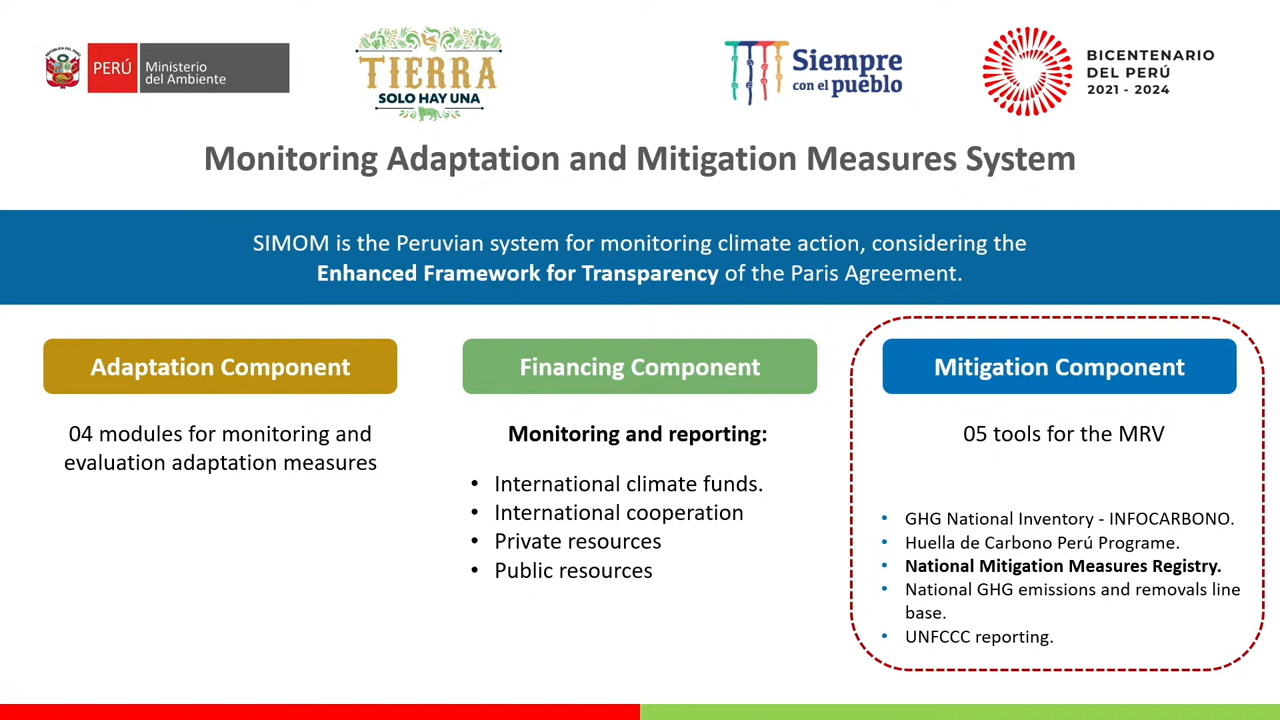 PERÚ
Ministerio
del Ambiente
TIERRA
SOLO HAY UNA
Siempre
con el pueblo
BICENTENARIO
DEL PERÚ
2021 - 2024
Monitoring Adaptation and Mitigation Measures System
SIMOM is the Peruvian system for monitoring climate action, considering the
Enhanced Framework for Transparency of the Paris Agreement.
Adaptation Component
04 modules for monitoring and
evaluation adaptation measures
Financing Component
Monitoring and reporting:
• International climate funds.
• International cooperation
• Private resources
• Public resources
Mitigation Component
05 tools for the MRV
• GHG National Inventory - INFOCARBONO.
• Huella de Carbono Perú Programe.
• National Mitigation Measures Registry.
• National GHG emissions and removals line
base.
• UNFCCC reporting.